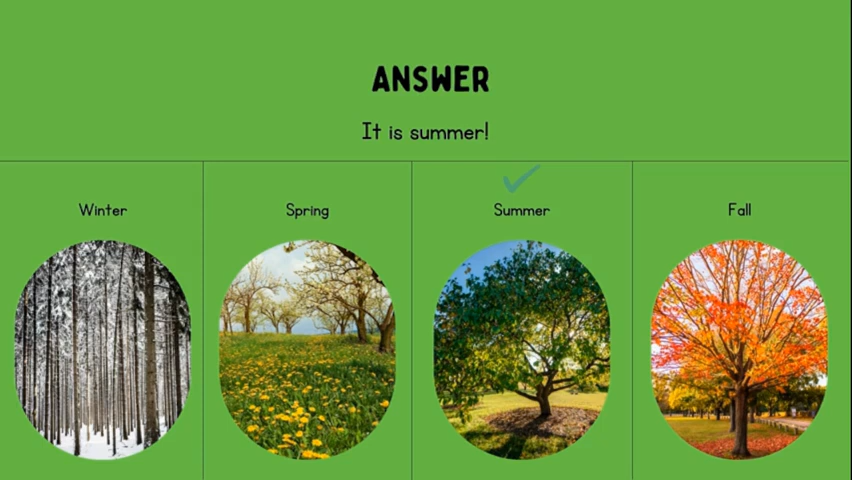 ANSWER
It is summer!
Winter
Spring
Summer
Fall